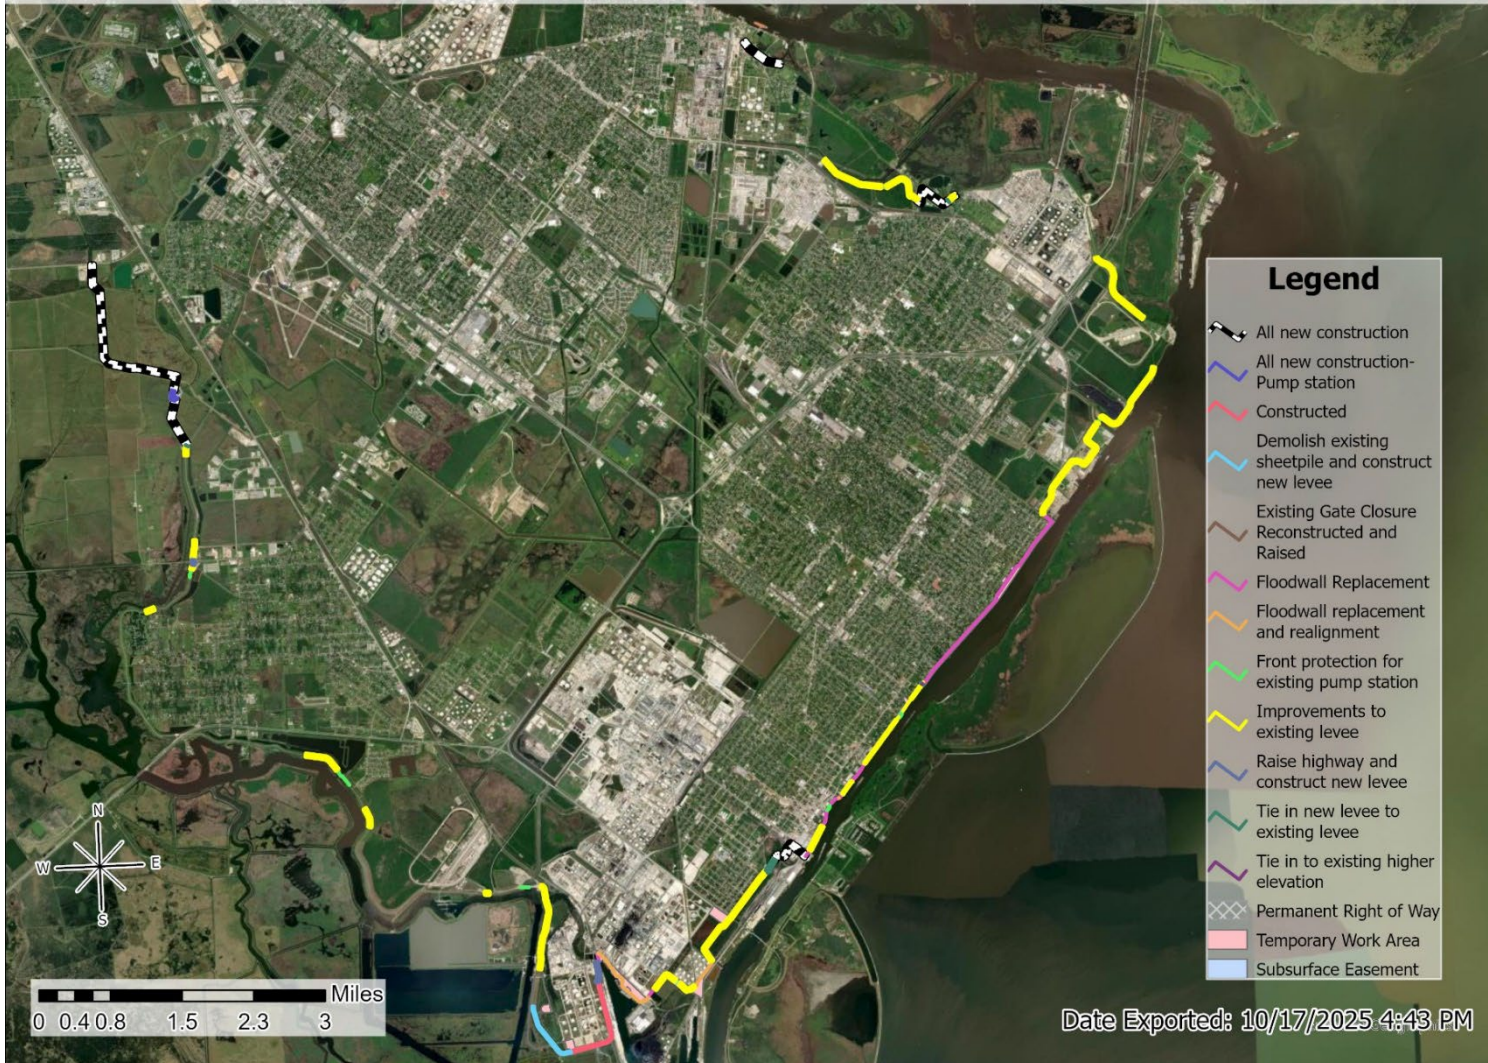 Legend
All new construction
All new construction-
Pump station
Constructed
Demolish existing
sheetpile and construct
new levee
Existing Gate Closure
Reconstructed and
Raised
Floodwall Replacement
Floodwall replacement
and realignment
Front protection for
existing pump station
Improvements to
existing levee
Raise highway and
construct new levee
Tie in new levee to
existing levee
Tie in to existing higher
elevation
Permanent Right of Way
Temporary Work Area
Subsurface Easement
N
W E
S
Miles
0 0.4 0.8 1.5 2.3 3
Date Exported: 10/17/2025 4:43 PM